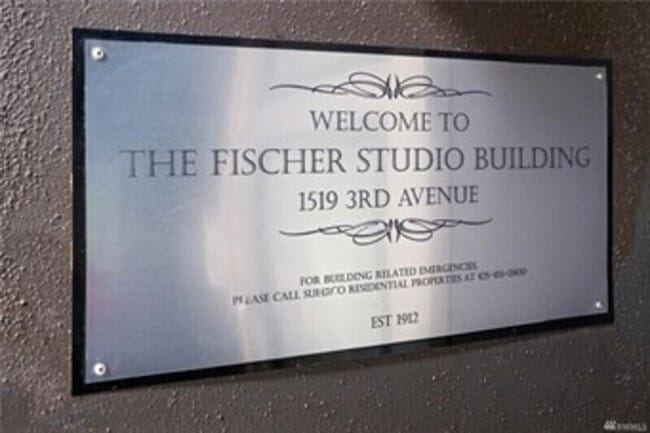 WELCOME TO
THE FISCHER STUDIO BUILDING
1519 3RD AVENUE
FOR BUILDING RELATED EMERGENCIES,
PLEASE CALL RESIDENTIAL PROPERTIES AT
EST 1912
NWMLS